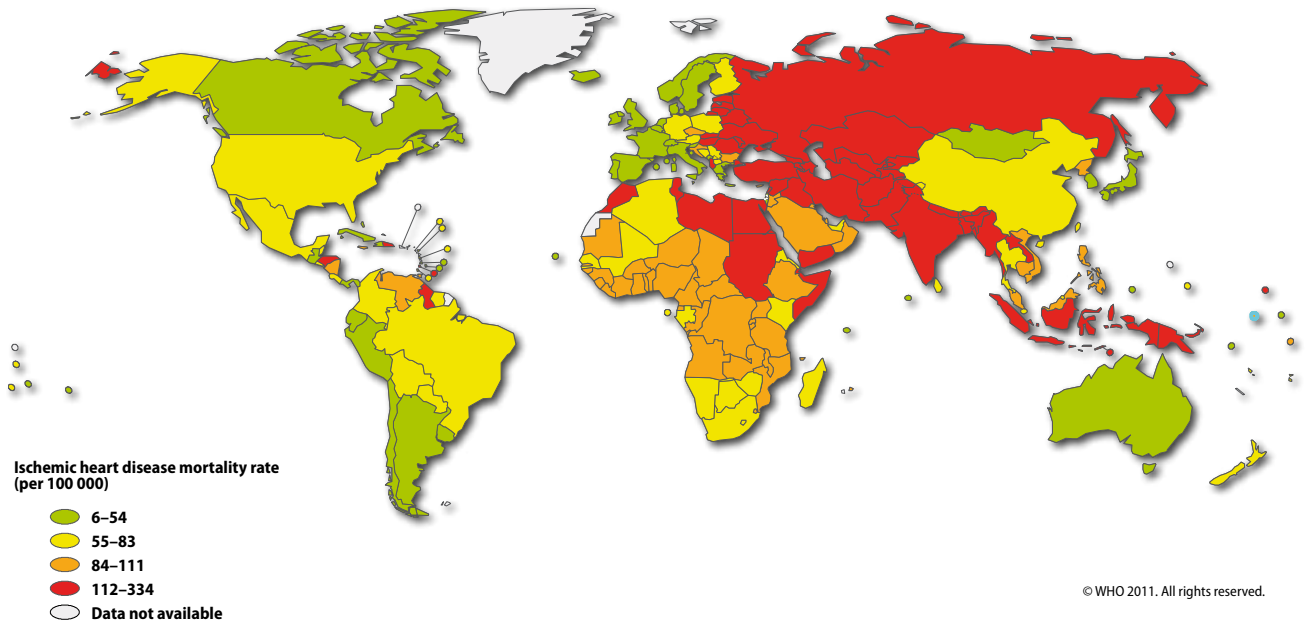 Ischemic heart disease mortality rate
(per 100 000)
6–54
55–83
84–111
112–334
Data not available
© WHO 2011. All rights reserved.